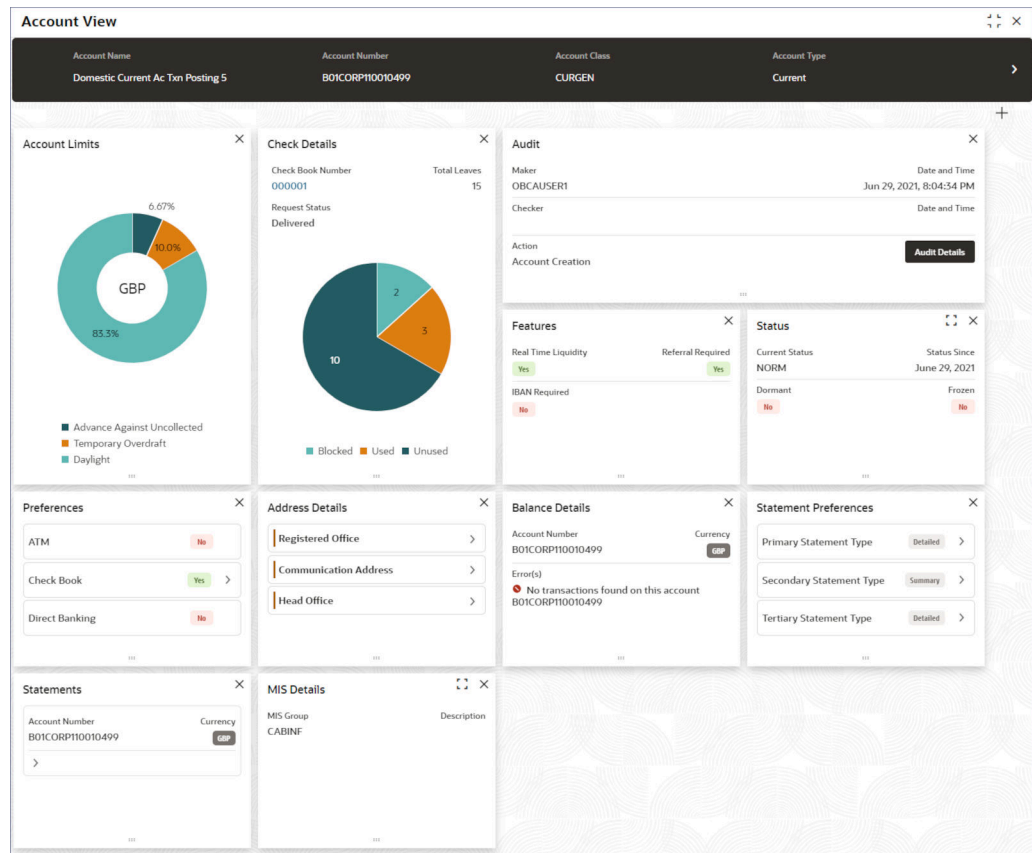 Account View
Account Name Account Number Account Class Account Type
Domestic Current Ac Txn Posting 5 B01CORP110010499 CURGEN Current
Account Limits
6.67%
10.0%
GBP
83.3%
Advance Against Uncollected
Temporary Overdraft
Daylight
Check Details
Check Book Number Total Leaves
000001 15
Request Status
Delivered
2
3
10
Blocked Used Unused
Audit
Maker Date and Time
OBCAUSER1 Jun 29, 2021, 8:04:34 PM
Checker Date and Time
Action
Account Creation
Audit Details
Features
Real Time Liquidity Referral Required
Yes Yes
IBAN Required
No
Status
Current Status Status Since
NORM June 29, 2021
Dormant Frozen
No No
Preferences
ATM No
Check Book Yes
Direct Banking No
Address Details
Registered Office
Communication Address
Head Office
Balance Details
Account Number Currency
B01CORP110010499 GBP
Error(s)
No transactions found on this account
B01CORP110010499
Statement Preferences
Primary Statement Type Detailed
Secondary Statement Type Summary
Tertiary Statement Type Detailed
Statements
Account Number Currency
B01CORP110010499 GBP
MIS Details
MIS Group Description
CABINF